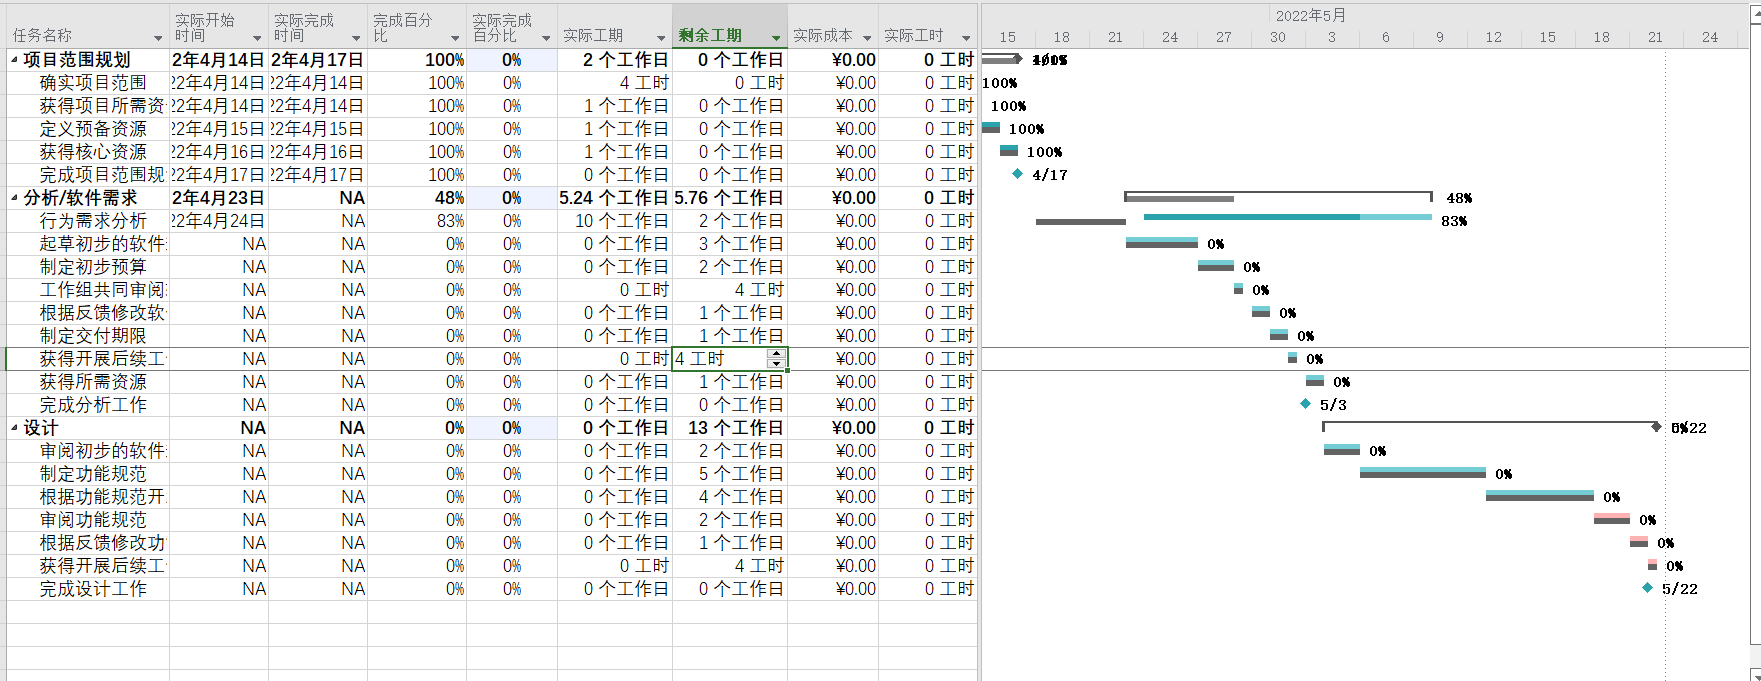 2022年5月
任务名称 实际开始时间 实际完成时间 完成百分比 实际完成百分比 实际工期 剩余工期 实际成本 实际工时 15 18 21 24 27 30 3 6 9 12 15 18 21 24
项目范围规划 2年4月14日 2年4月17日 100% 0% 2 个工作日 0 个工作日 ¥0.00 0 工时
确实项目范围 22年4月14日 22年4月14日 100% 0% 4 工时 0 工时 ¥0.00 0 工时 100%
获得项目所需资 22年4月14日 22年4月14日 100% 0% 1 个工作日 0 个工作日 ¥0.00 0 工时 100%
定义预备资源 22年4月15日 22年4月15日 100% 0% 1 个工作日 0 个工作日 ¥0.00 0 工时 100%
获得核心资源 22年4月16日 22年4月16日 100% 0% 1 个工作日 0 个工作日 ¥0.00 0 工时 100%
完成项目范围规 22年4月17日 22年4月17日 100% 0% 0 个工作日 0 个工作日 ¥0.00 0 工时 4/17
分析/软件需求 2年4月23日 NA 48% 0% 5.24 个工作日 5.76 个工作日 ¥0.00 0 工时 48%
行为需求分析 22年4月24日 NA 83% 0% 10 个工作日 2 个工作日 ¥0.00 0 工时 83%
起草初步的软件 NA NA 0% 0% 0 个工作日 3 个工作日 ¥0.00 0 工时 0%
制定初步预算 NA NA 0% 0% 0 个工作日 2 个工作日 ¥0.00 0 工时 0%
工作组共同审阅 NA NA 0% 0% 0 工时 4 工时 ¥0.00 0 工时 0%
根据反馈修改软 NA NA 0% 0% 0 个工作日 1 个工作日 ¥0.00 0 工时 0%
制定交付期限 NA NA 0% 0% 0 个工作日 1 个工作日 ¥0.00 0 工时 0%
获得开展后续工 NA NA 0% 0% 0 工时 4 工时 ¥0.00 0 工时 0%
获得所需资源 NA NA 0% 0% 0 个工作日 1 个工作日 ¥0.00 0 工时 0%
完成分析工作 NA NA 0% 0% 0 个工作日 0 个工作日 ¥0.00 0 工时 5/3
设计 NA NA 0% 0% 0 个工作日 13 个工作日 ¥0.00 0 工时
审阅初步的软件 NA NA 0% 0% 0 个工作日 2 个工作日 ¥0.00 0 工时 0%
制定功能规范 NA NA 0% 0% 0 个工作日 5 个工作日 ¥0.00 0 工时 0%
根据功能规范开 NA NA 0% 0% 0 个工作日 4 个工作日 ¥0.00 0 工时 0%
审阅功能规范 NA NA 0% 0% 0 个工作日 2 个工作日 ¥0.00 0 工时 0%
根据反馈修改功 NA NA 0% 0% 0 个工作日 1 个工作日 ¥0.00 0 工时 0%
获得开展后续工 NA NA 0% 0% 0 工时 4 工时 ¥0.00 0 工时 0%
完成设计工作 NA NA 0% 0% 0 个工作日 0 个工作日 ¥0.00 0 工时 5/22